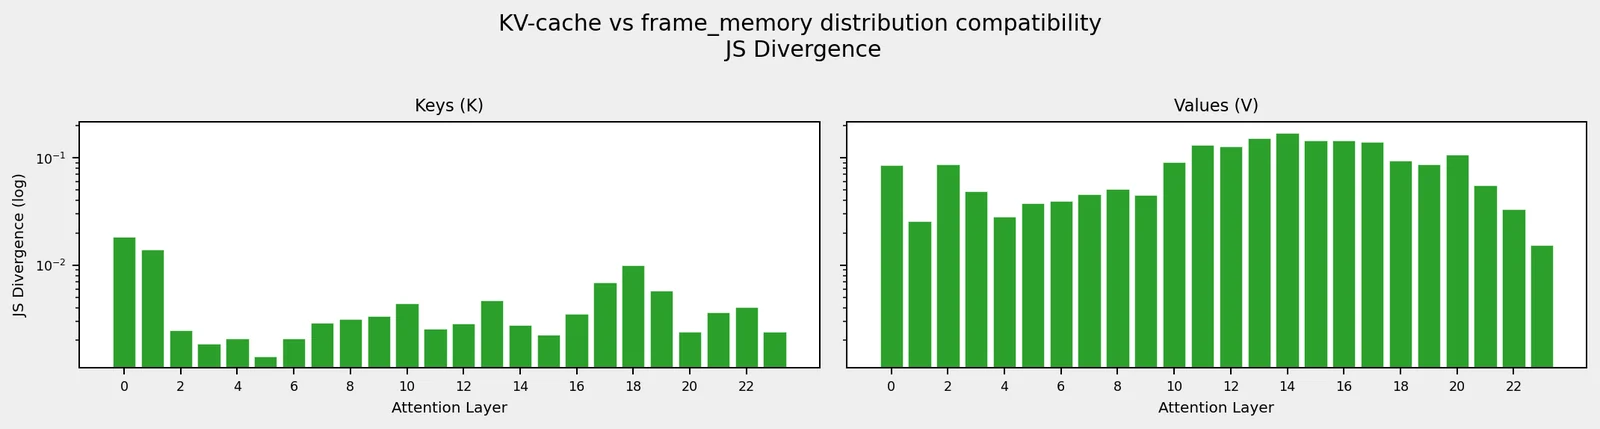 KV-cache vs frame_memory distribution compatibility
JS Divergence
Keys (K)
Values (V)
10⁻¹
10⁻²
JS Divergence (log)
0 2 4 6 8 10 12 14 16 18 20 22
0 2 4 6 8 10 12 14 16 18 20 22
Attention Layer
Attention Layer